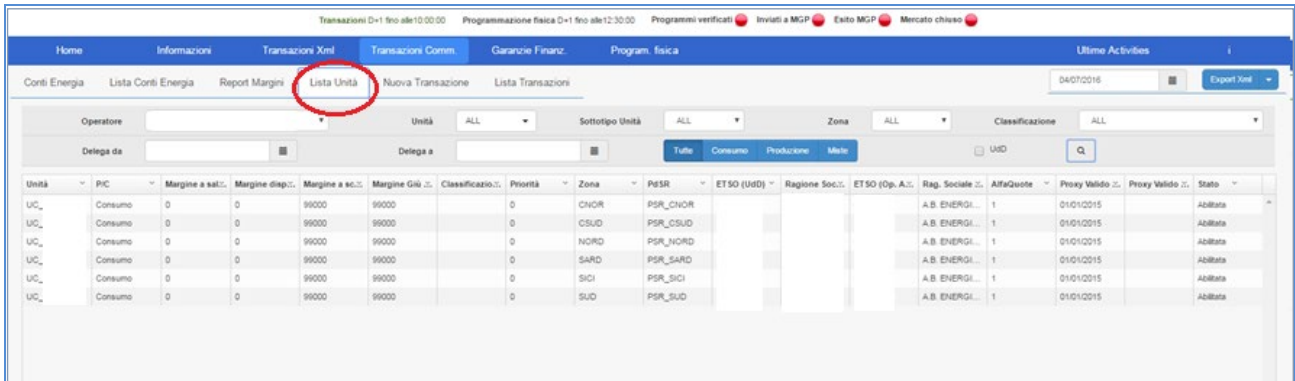 Transazioni D+1 fino alle10:00:00 Programmazione fisica D+1 fino alle12:30:00 Programmi verificati Inviati a MGP Esito MGP Mercato chiuso
Home Informazioni Transazioni Xml Transazioni Comm. Garanzie Finanz. Program. fisica Ultime Activities i
Conti Energia Lista Conti Energia Report Margini Lista Unità Nuova Transazione Lista Transazioni 04/07/2016 Export Xml
Operatore Unità ALL Sottotipo Unità ALL Zona ALL Classificazione ALL
Delega da Delega a Tutte Consumo Produzione Miste UdD
Unità P/C Margine a sal... Margine disp... Margine a sc... Margine Giù ... Classificazio... Priorità Zona PdSR ETSO (UdD) Ragione Soc... ETSO (Op. A... Rag. Sociale ... AlfaQuote Proxy Valido ... Proxy Valido ... Stato
UC_ Consumo 0 0 99000 99000 0 CNOR PSR_CNOR A.B. ENERGI... 1 01/01/2015 Abilitata
UC_ Consumo 0 0 99000 99000 0 CSUD PSR_CSUD A.B. ENERGI... 1 01/01/2015 Abilitata
UC_ Consumo 0 0 99000 99000 0 NORD PSR_NORD A.B. ENERGI... 1 01/01/2015 Abilitata
UC_ Consumo 0 0 99000 99000 0 SARD PSR_SARD A.B. ENERGI... 1 01/01/2015 Abilitata
UC_ Consumo 0 0 99000 99000 0 SICI PSR_SICI A.B. ENERGI... 1 01/01/2015 Abilitata
UC_ Consumo 0 0 99000 99000 0 SUD PSR_SUD A.B. ENERGI... 1 01/01/2015 Abilitata